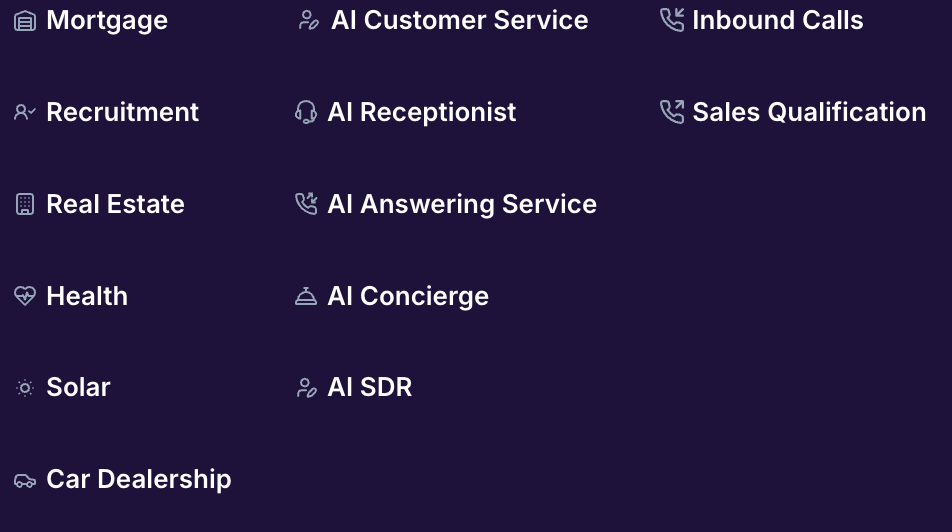 Mortgage
Recruitment
Real Estate
Health
Solar
Car Dealership
AI Customer Service
AI Receptionist
AI Answering Service
AI Concierge
AI SDR
Inbound Calls
Sales Qualification